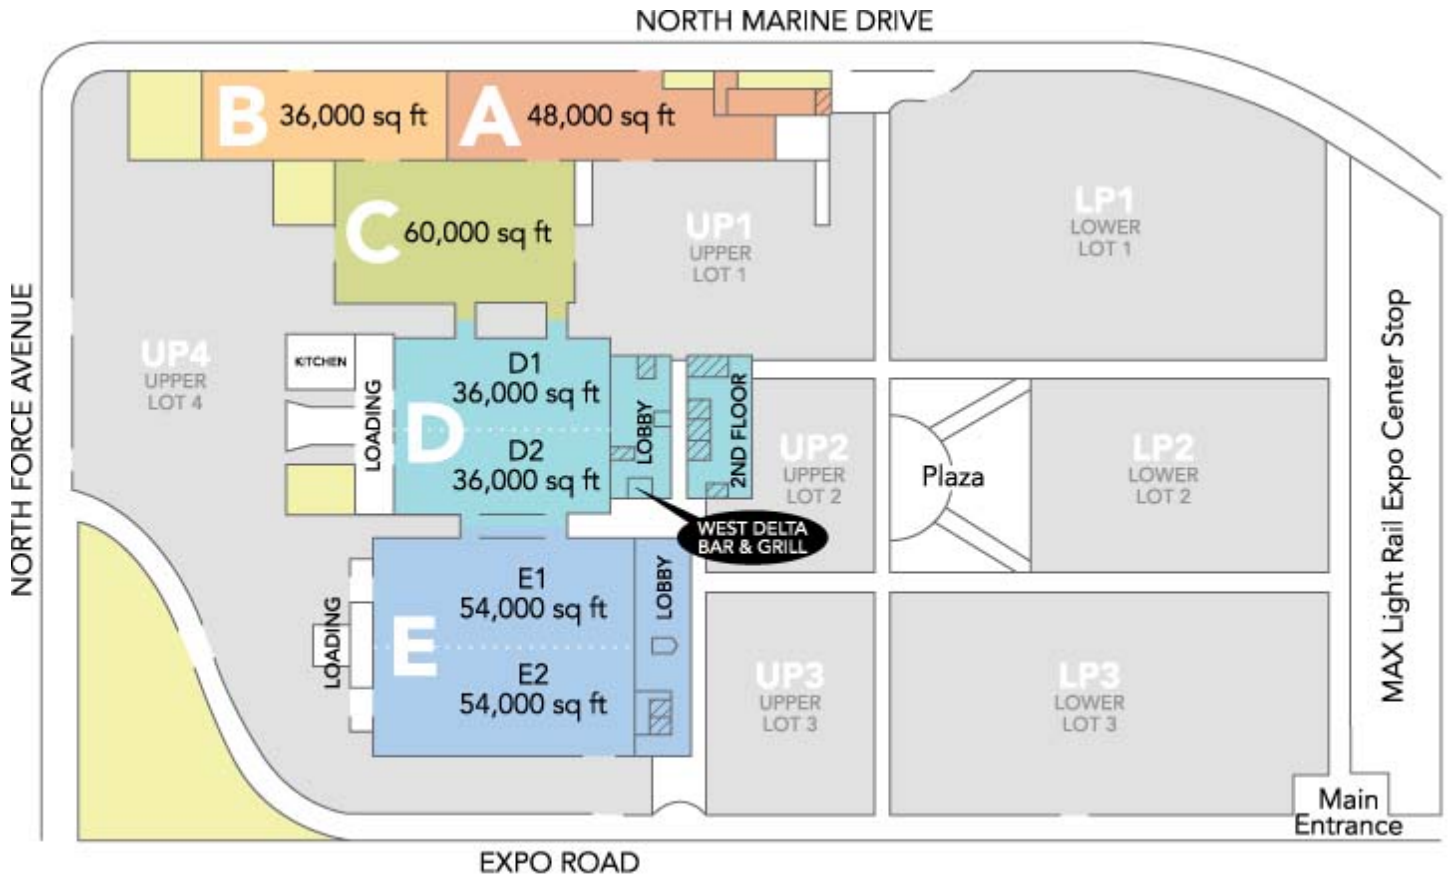 NORTH MARINE DRIVE
B
36,000 sq ft
A
48,000 sq ft
C
60,000 sq ft
UP1
UPPER
LOT 1
LP1
LOWER
LOT 1
NORTH FORCE AVENUE
UP4
UPPER
LOT 4
KITCHEN
LOADING
D
D1
36,000 sq ft
D2
36,000 sq ft
LOBBY
2ND FLOOR
WEST DELTA
BAR & GRILL
UP2
UPPER
LOT 2
Plaza
LP2
LOWER
LOT 2
MAX Light Rail Expo Center Stop
LOADING
E
E1
54,000 sq ft
E2
54,000 sq ft
LOBBY
UP3
UPPER
LOT 3
LP3
LOWER
LOT 3
Main
Entrance
EXPO ROAD